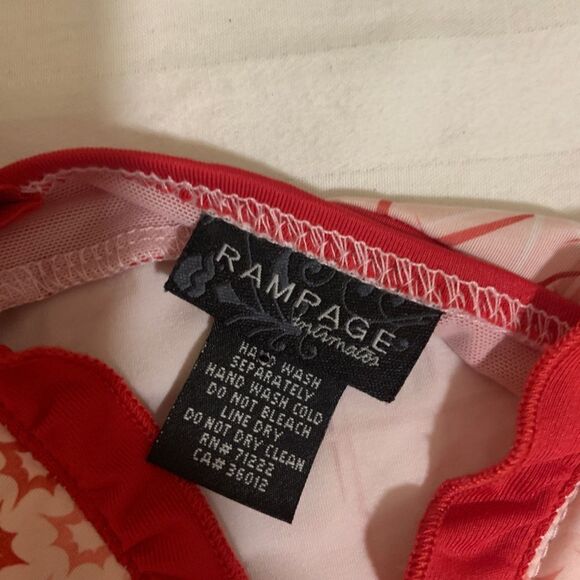 RAMPAGE
intimates
HAND WASH
SEPARATELY
HAND WASH COLD
DO NOT BLEACH
LINE DRY
DO NOT DRY CLEAN
RN# 71222
CA# 36012